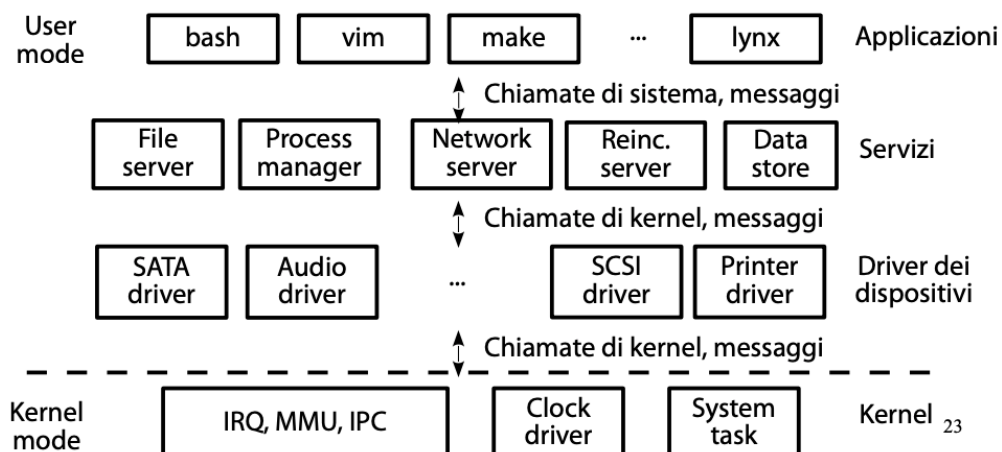 User mode
bash vim make ... lynx Applicazioni
Chiamate di sistema, messaggi
File server Process manager Network server Reinc. server Data store Servizi
Chiamate di kernel, messaggi
SATA driver Audio driver ... SCSI driver Printer driver Driver dei dispositivi
Chiamate di kernel, messaggi
Kernel mode IRQ, MMU, IPC Clock driver System task Kernel 23